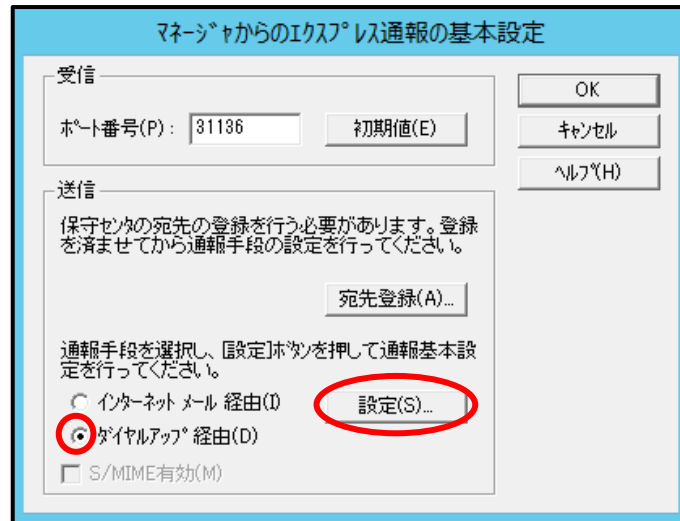 マネージャからのエクスプレス通報の基本設定
受信
ポート番号(P)： 31136 初期値(E)
OK
キャンセル
ヘルプ(H)
送信
保守センタの宛先の登録を行う必要があります。登録
を済ませてから通報手段の設定を行ってください。
宛先登録(A)...
通報手段を選択し、[設定]ボタンを押して通報基本設
定を行ってください。
インターネット メール 経由(I) 設定(S)...
ダイヤルアップ 経由(D)
S/MIME有効(M)